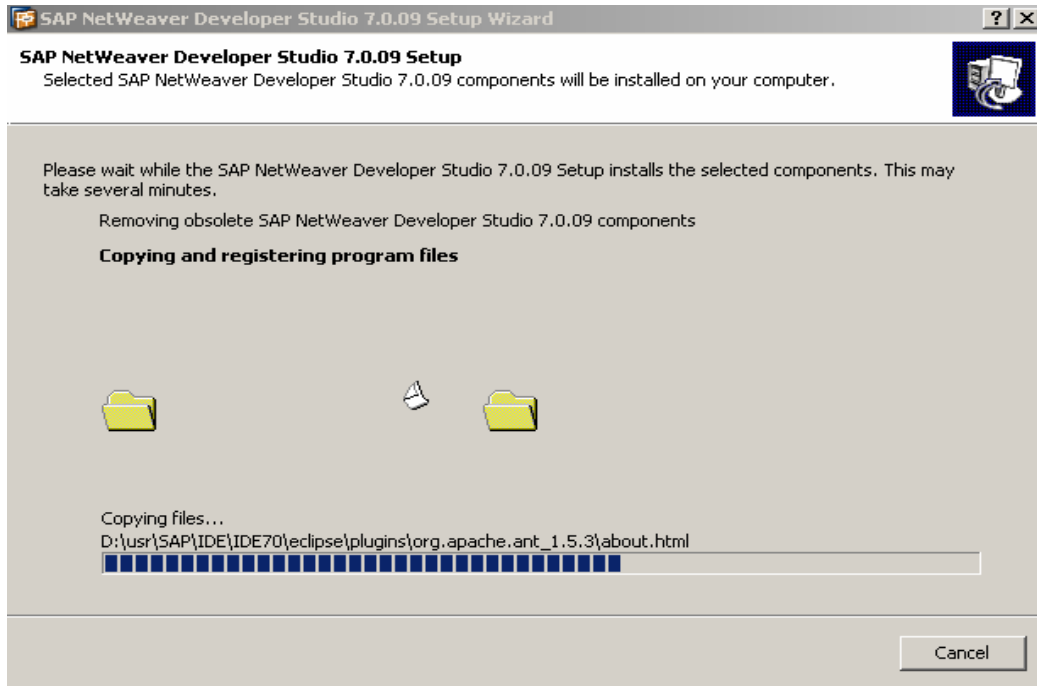 SAP NetWeaver Developer Studio 7.0.09 Setup Wizard
SAP NetWeaver Developer Studio 7.0.09 Setup
Selected SAP NetWeaver Developer Studio 7.0.09 components will be installed on your computer.
Please wait while the SAP NetWeaver Developer Studio 7.0.09 Setup installs the selected components. This may
take several minutes.
Removing obsolete SAP NetWeaver Developer Studio 7.0.09 components
Copying and registering program files
Copying files...
D:\usr\SAP\IDE\IDE70\eclipse\plugins\org.apache.ant_1.5.3\about.html
Cancel